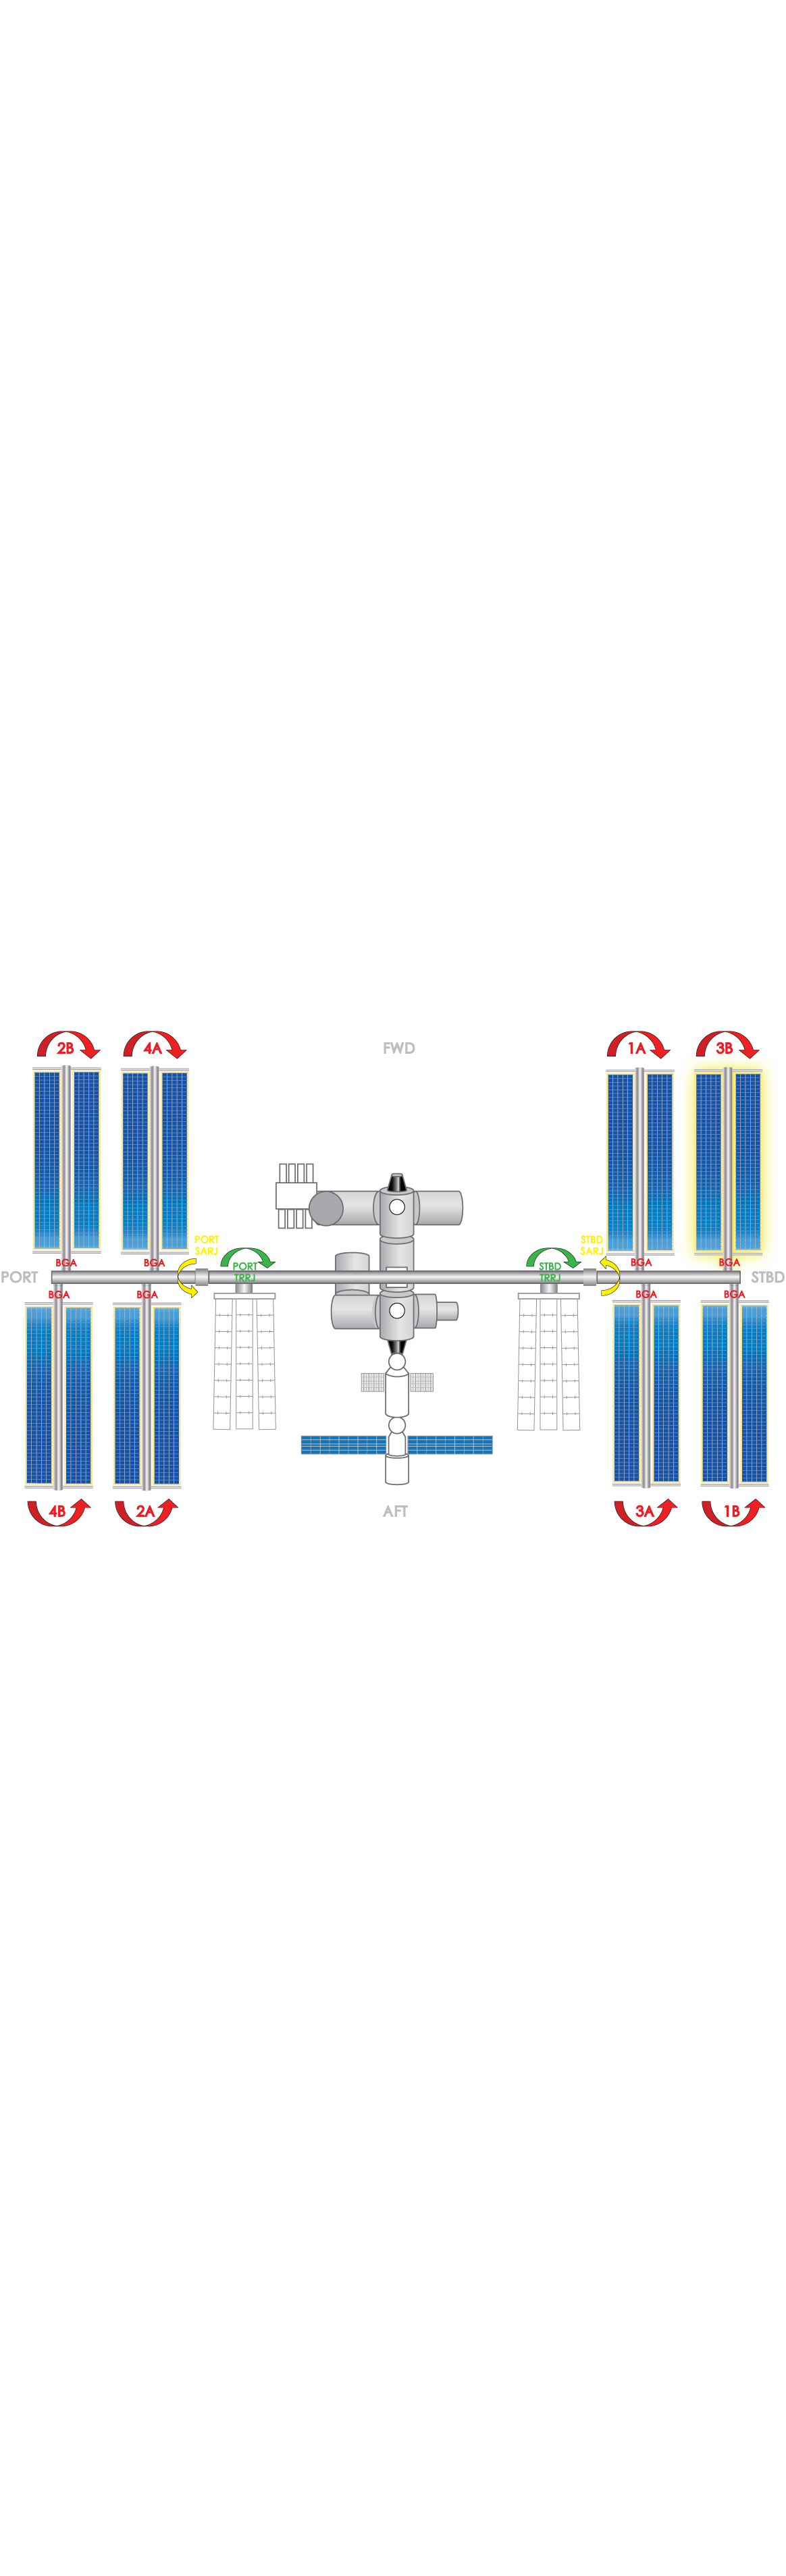 2B
4A
FWD
1A
3B
PORT
SARJ
STBD
SARJ
BGA
BGA
PORT
TRRJ
STBD
TRRJ
BGA
BGA
PORT
STBD
BGA
BGA
BGA
BGA
4B
2A
AFT
3A
1B